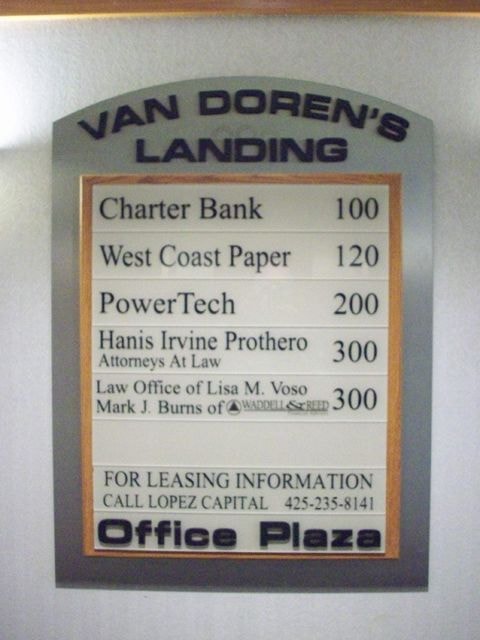 VAN DOREN'S
LANDING
Charter Bank 100
West Coast Paper 120
PowerTech 200
Hanis Irvine Prothero 300
Attorneys At Law
Law Office of Lisa M. Voso 300
Mark J. Burns of WADDELL & REED
FOR LEASING INFORMATION
CALL LOPEZ CAPITAL 425-235-8141
Office Plaza